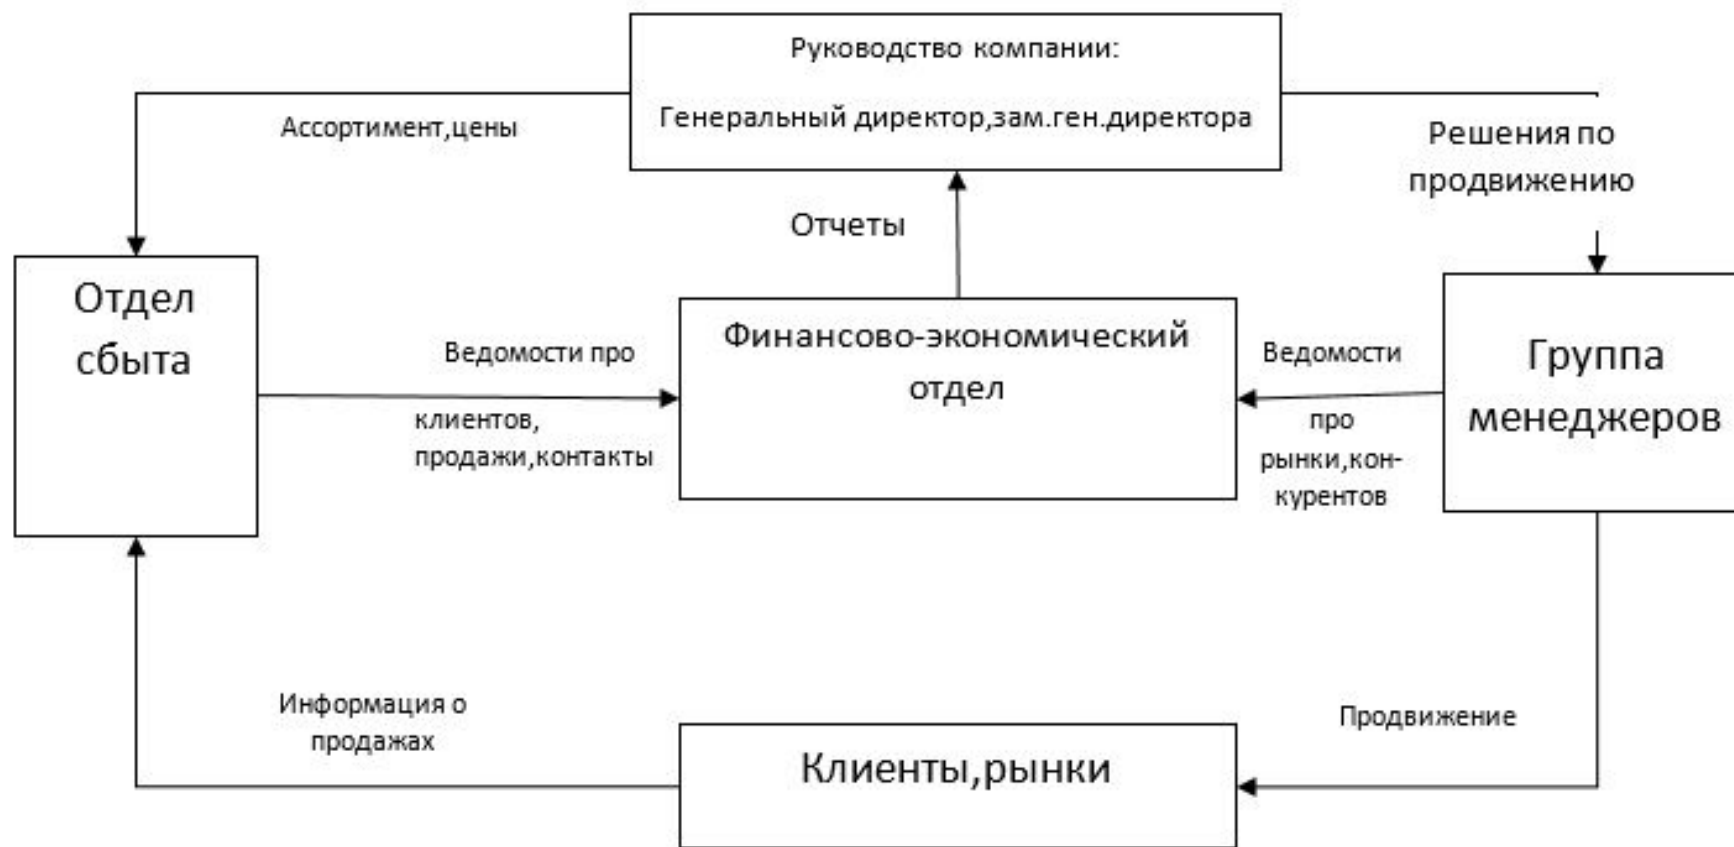 Руководство компании:
Генеральный директор,зам.ген.директора
Ассортимент,цены
Решения по
продвижению
Отчеты
Отдел
сбыта
Ведомости про
клиентов,
продажи,контакты
Финансово-экономический
отдел
Ведомости
про
рынки,кон-
курентов
Группа
менеджеров
Информация о
продажах
Клиенты,рынки
Продвижение